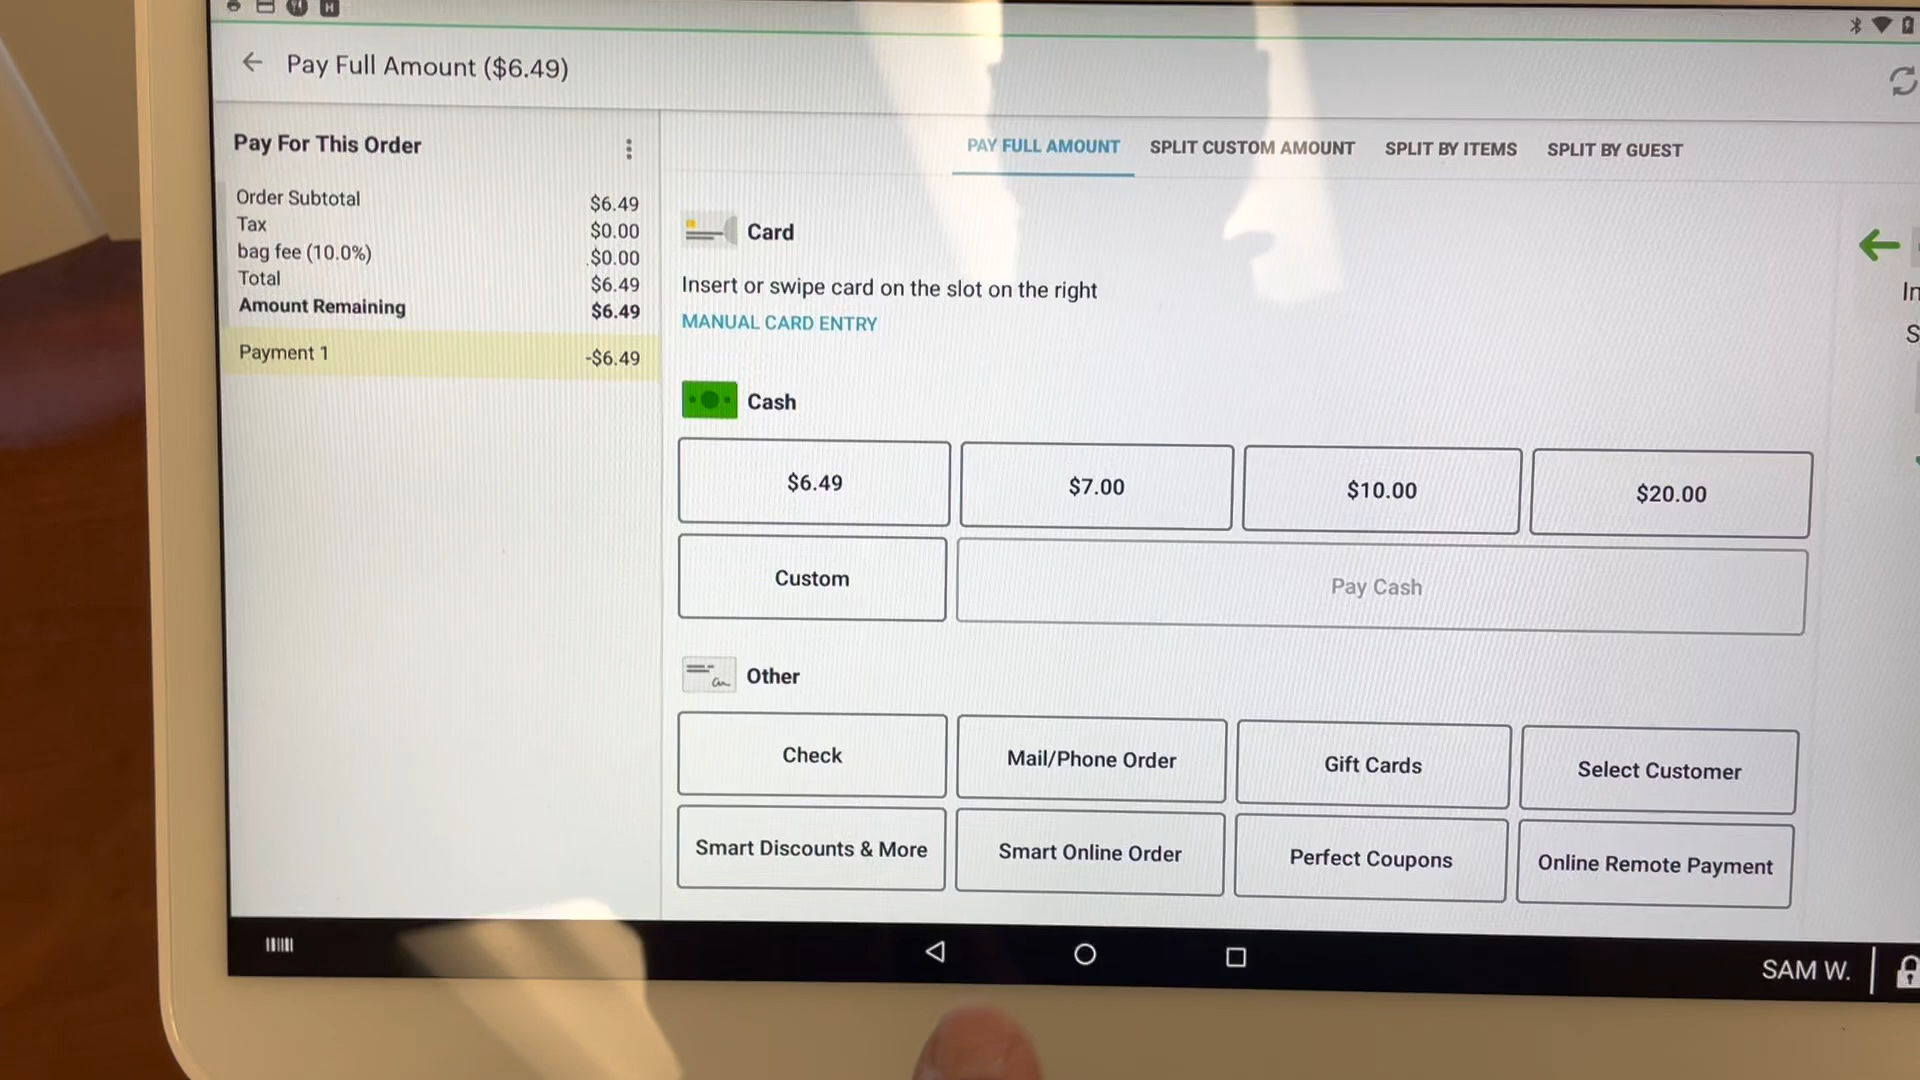 Pay Full Amount ($6.49)
Pay For This Order
Order Subtotal $6.49
Tax $0.00
bag fee (10.0%) $0.00
Total $6.49
Amount Remaining $6.49
Payment 1 -$6.49
PAY FULL AMOUNT SPLIT CUSTOM AMOUNT SPLIT BY ITEMS SPLIT BY GUEST
Card
Insert or swipe card on the slot on the right
MANUAL CARD ENTRY
Cash
$6.49 $7.00 $10.00 $20.00
Custom Pay Cash
Other
Check Mail/Phone Order Gift Cards Select Customer
Smart Discounts & More Smart Online Order Perfect Coupons Online Remote Payment
SAM W.